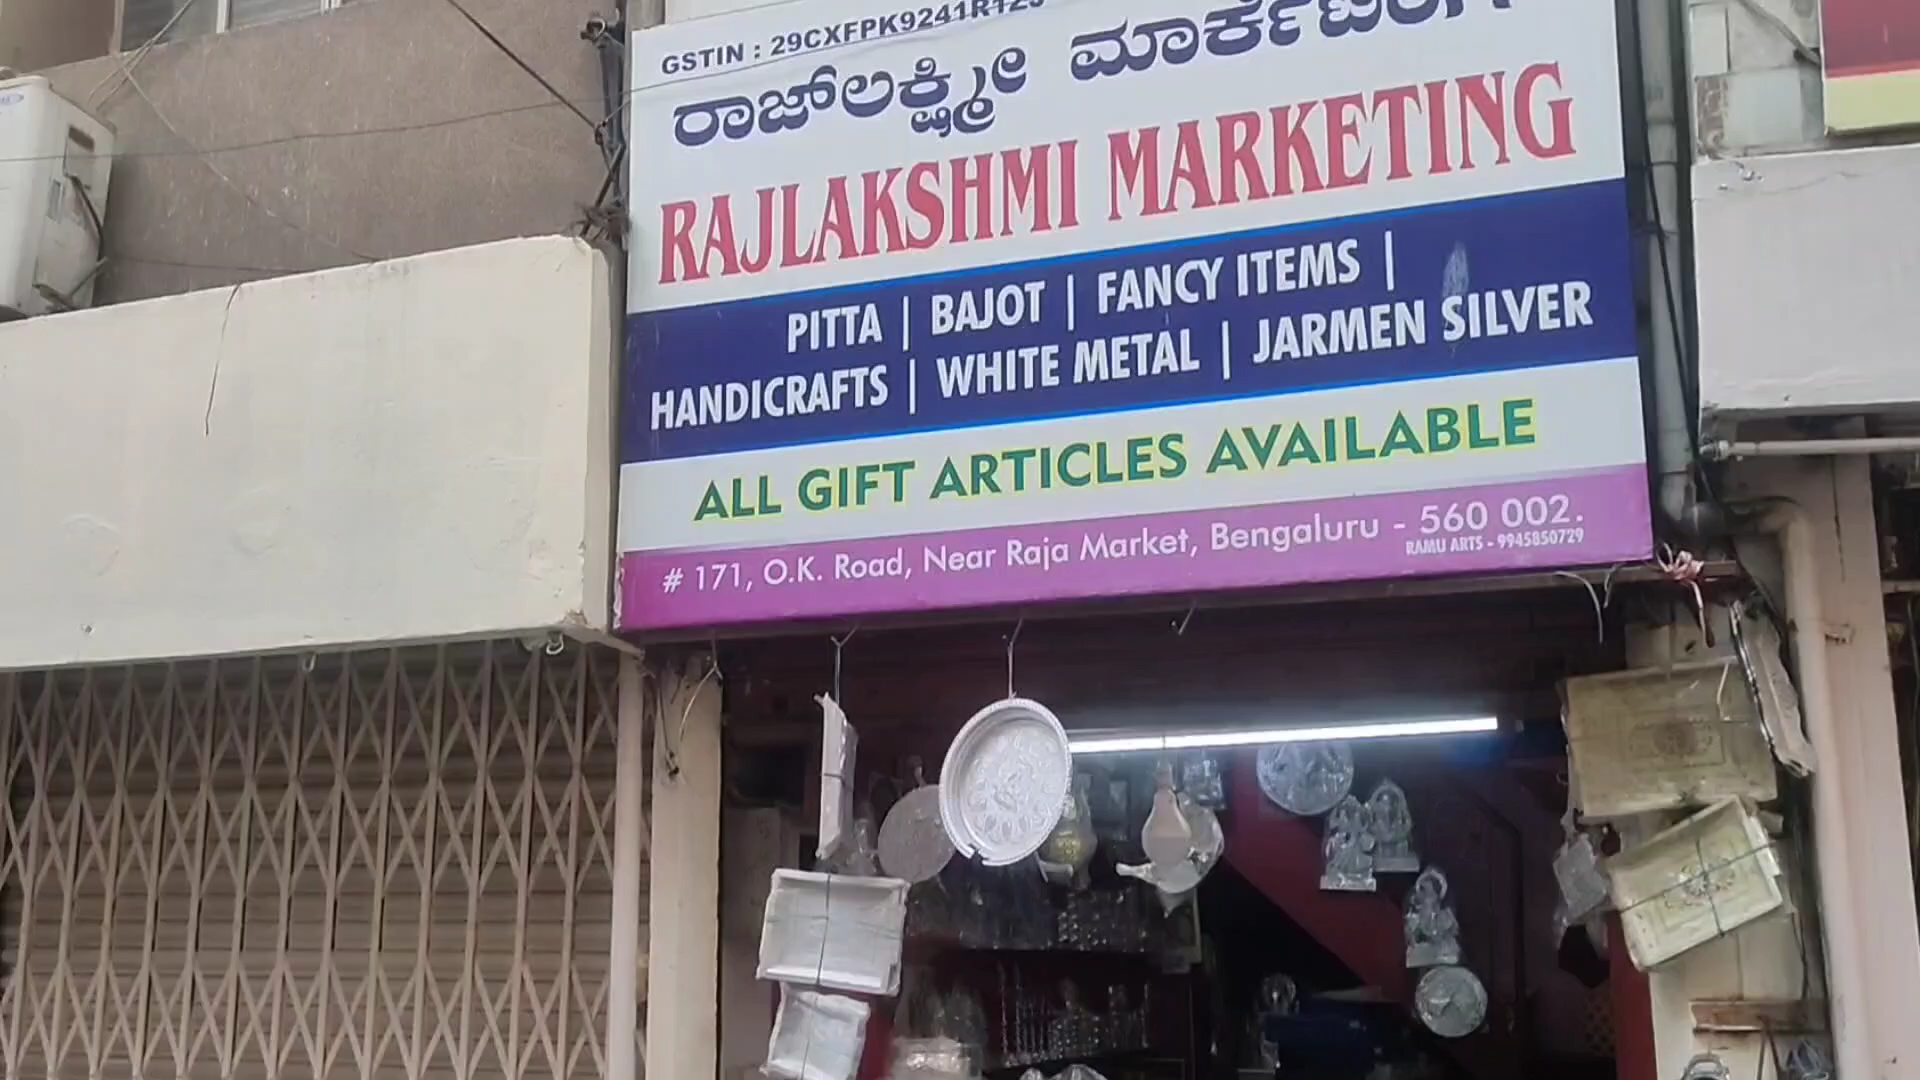 GSTIN : 29CXFPK9241R1Z5
ರಾಜ್‌ಲಕ್ಷ್ಮೀ ಮಾರ್ಕೆಟಿಂಗ್
RAJLAKSHMI MARKETING
PITTA | BAJOT | FANCY ITEMS |
HANDICRAFTS | WHITE METAL | JARMEN SILVER
ALL GIFT ARTICLES AVAILABLE
# 171, O.K. Road, Near Raja Market, Bengaluru - 560 002.
RAMU ARTS - 9945850729